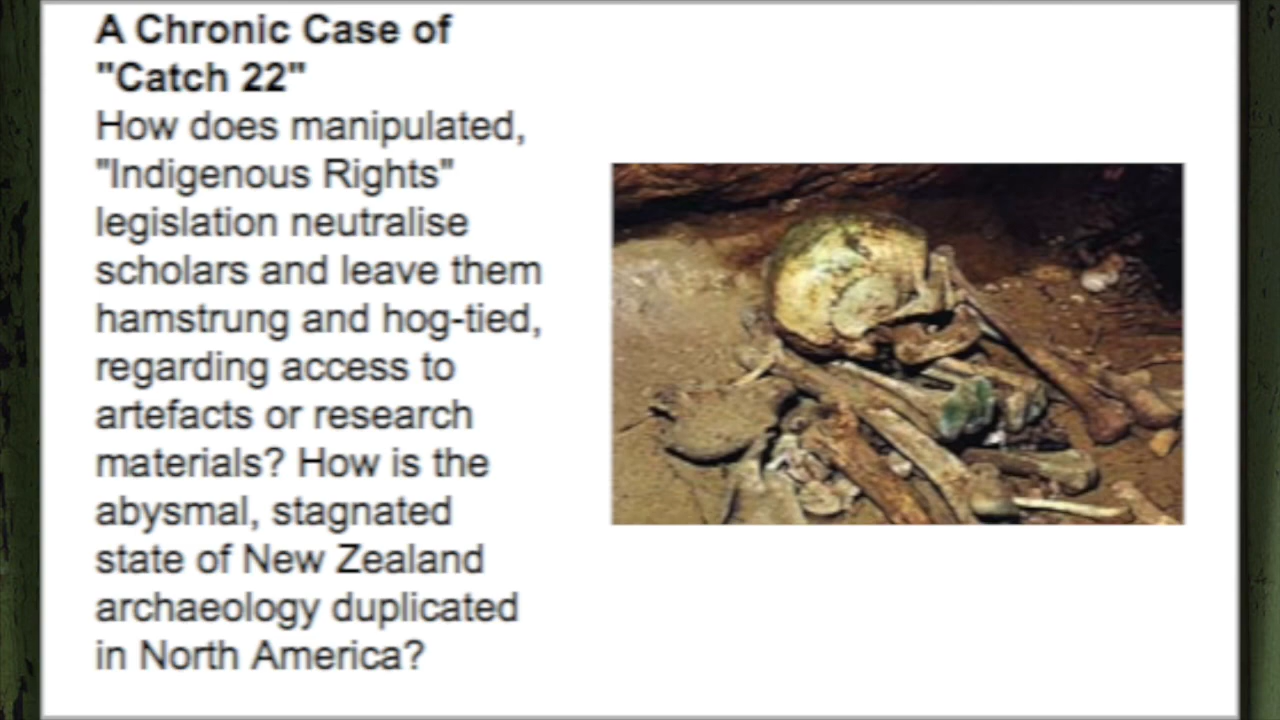 A Chronic Case of
"Catch 22"
How does manipulated,
"Indigenous Rights"
legislation neutralise
scholars and leave them
hamstrung and hog-tied,
regarding access to
artefacts or research
materials? How is the
abysmal, stagnated
state of New Zealand
archaeology duplicated
in North America?